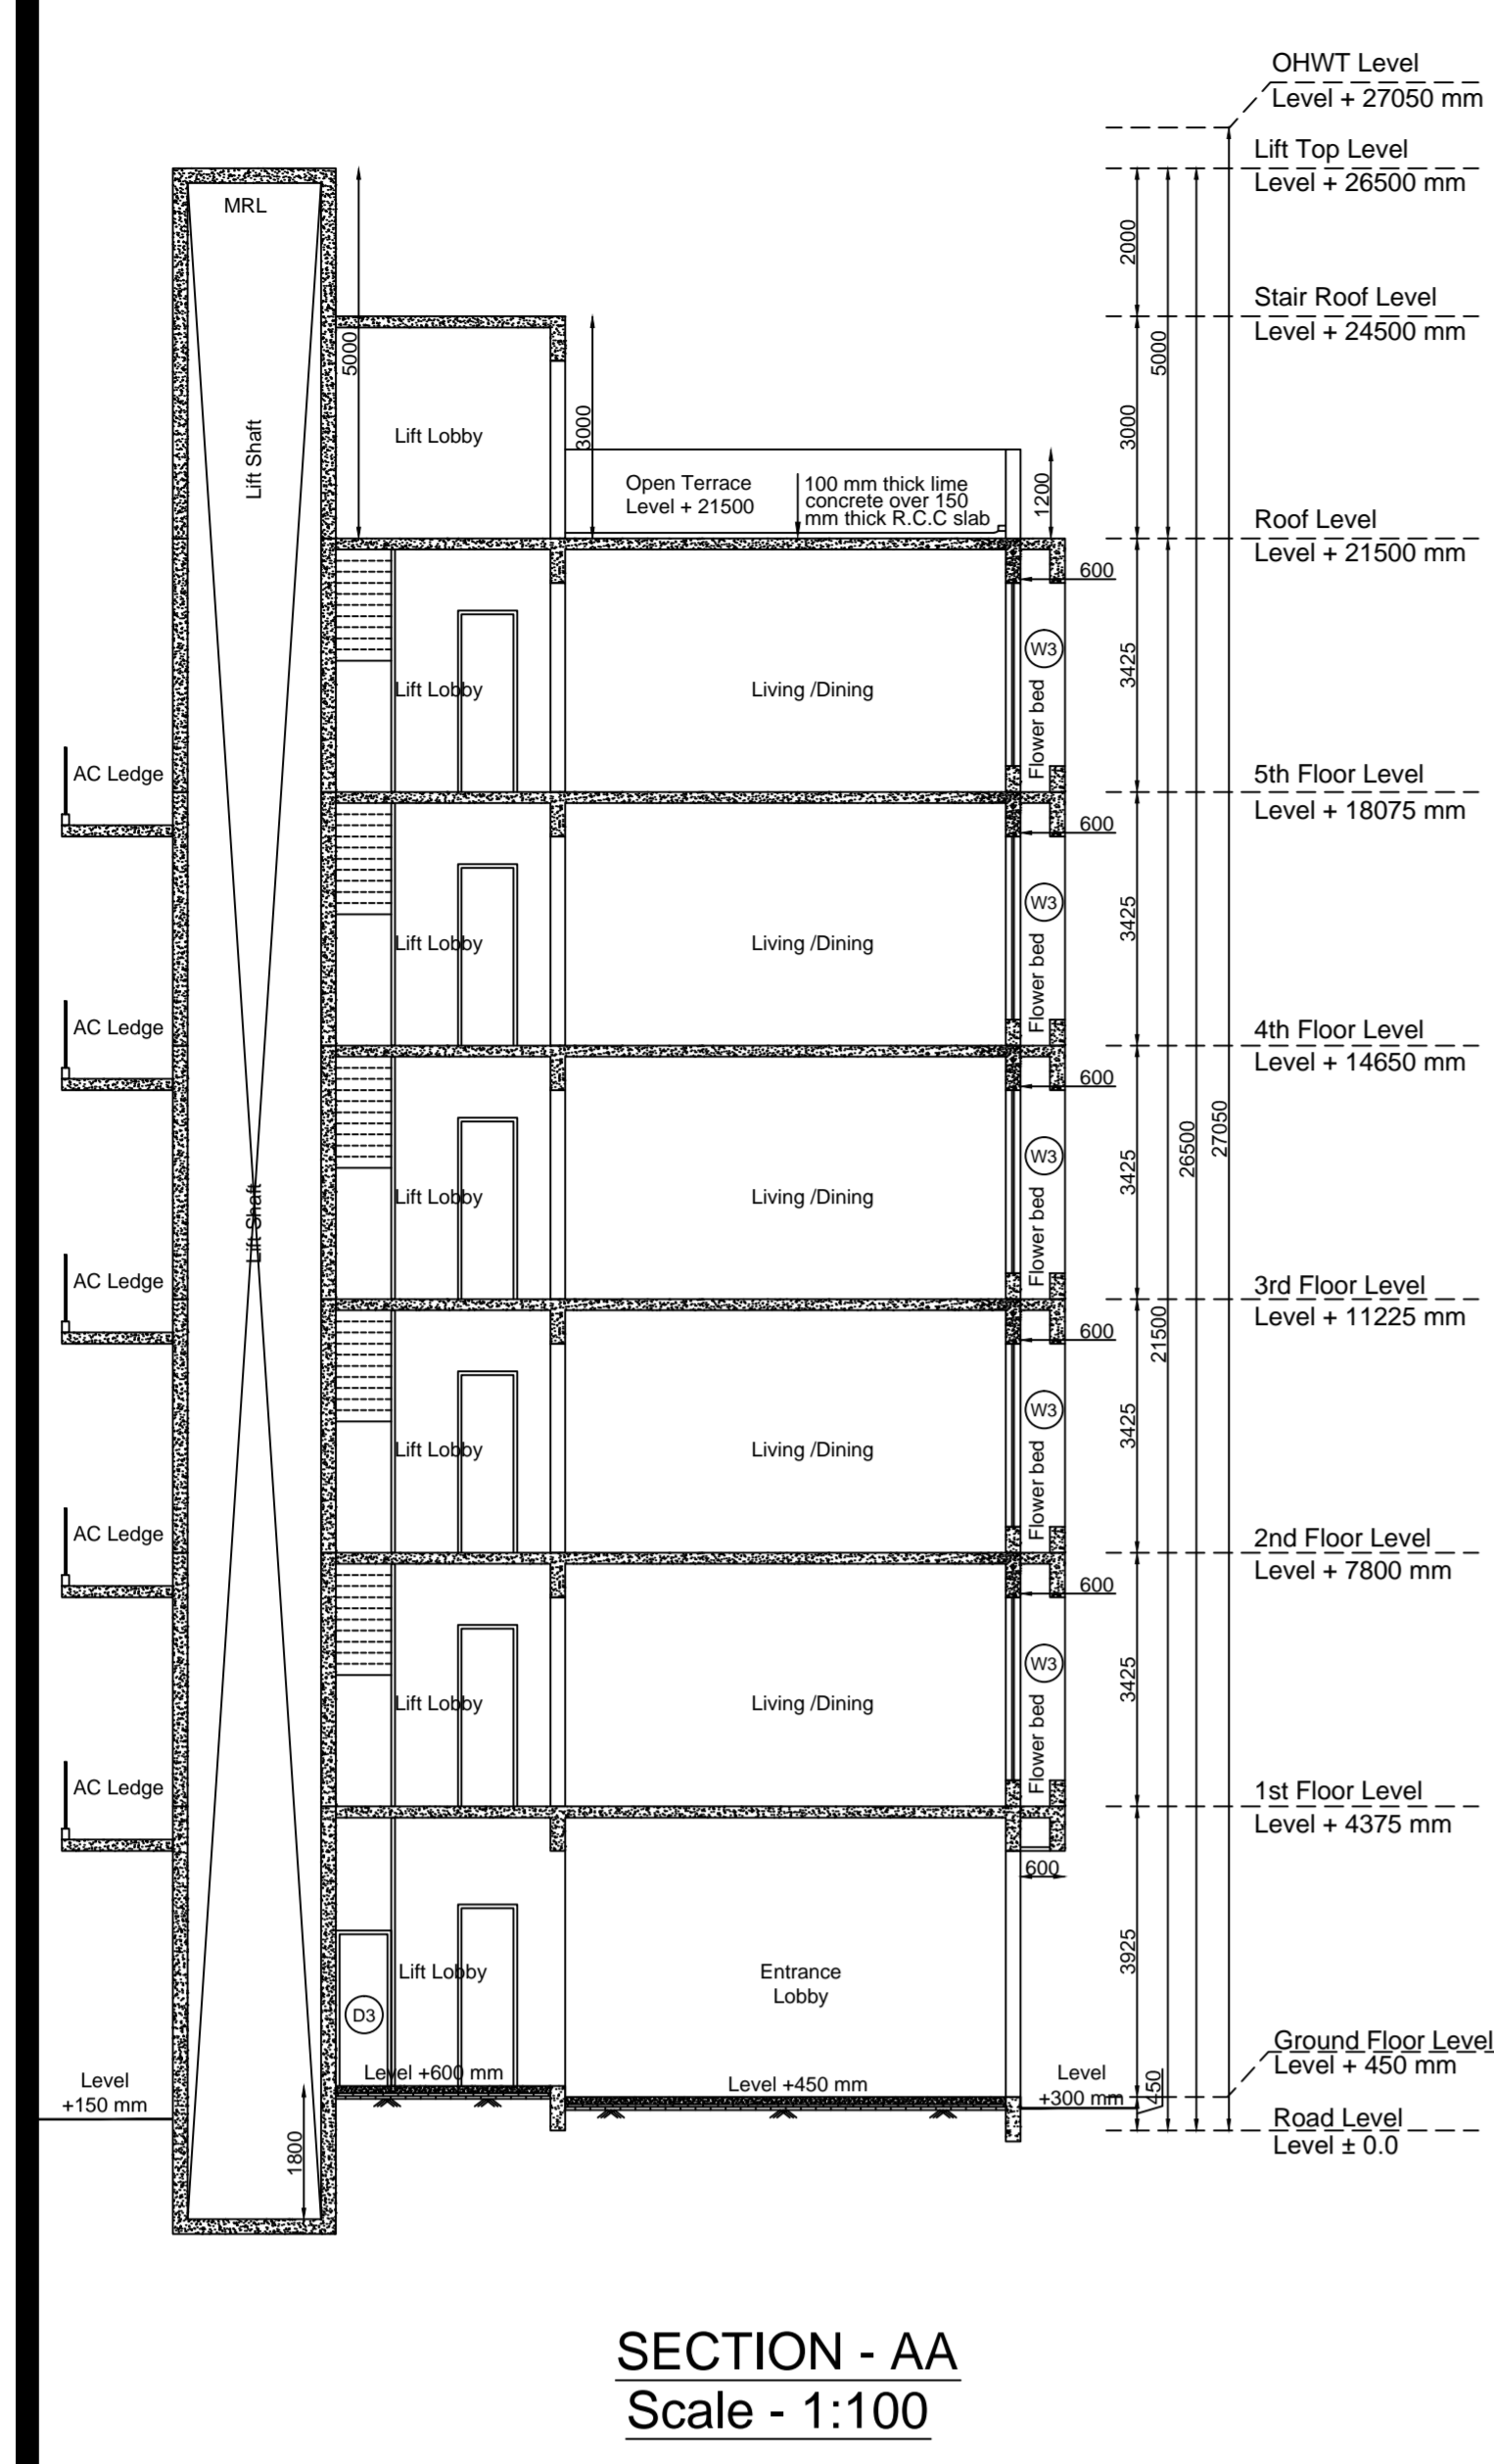 OHWT Level
Level + 27050 mm
Lift Top Level
Level + 26500 mm
MRL
2000
Stair Roof Level
Level + 24500 mm
5000
5000
3000
3000
Lift Shaft
Lift Lobby
Open Terrace
Level + 21500
100 mm thick lime
concrete over 150
mm thick R.C.C slab
1200
Roof Level
Level + 21500 mm
600
W3
3425
Lift Lobby
Living /Dining
Flower bed
AC Ledge
5th Floor Level
Level + 18075 mm
600
W3
3425
Lift Lobby
Living /Dining
Flower bed
AC Ledge
4th Floor Level
Level + 14650 mm
600
26500
27050
W3
3425
Lift Shaft
Lift Lobby
Living /Dining
Flower bed
AC Ledge
3rd Floor Level
Level + 11225 mm
600
21500
W3
3425
Lift Lobby
Living /Dining
Flower bed
AC Ledge
2nd Floor Level
Level + 7800 mm
600
W3
3425
Lift Lobby
Living /Dining
Flower bed
AC Ledge
1st Floor Level
Level + 4375 mm
600
3925
Lift Lobby
Entrance
Lobby
D3
Ground Floor Level
Level + 450 mm
Level +600 mm
Level +450 mm
Level
+300 mm
450
Level
+150 mm
Road Level
Level ± 0.0
1800
SECTION - AA
Scale - 1:100